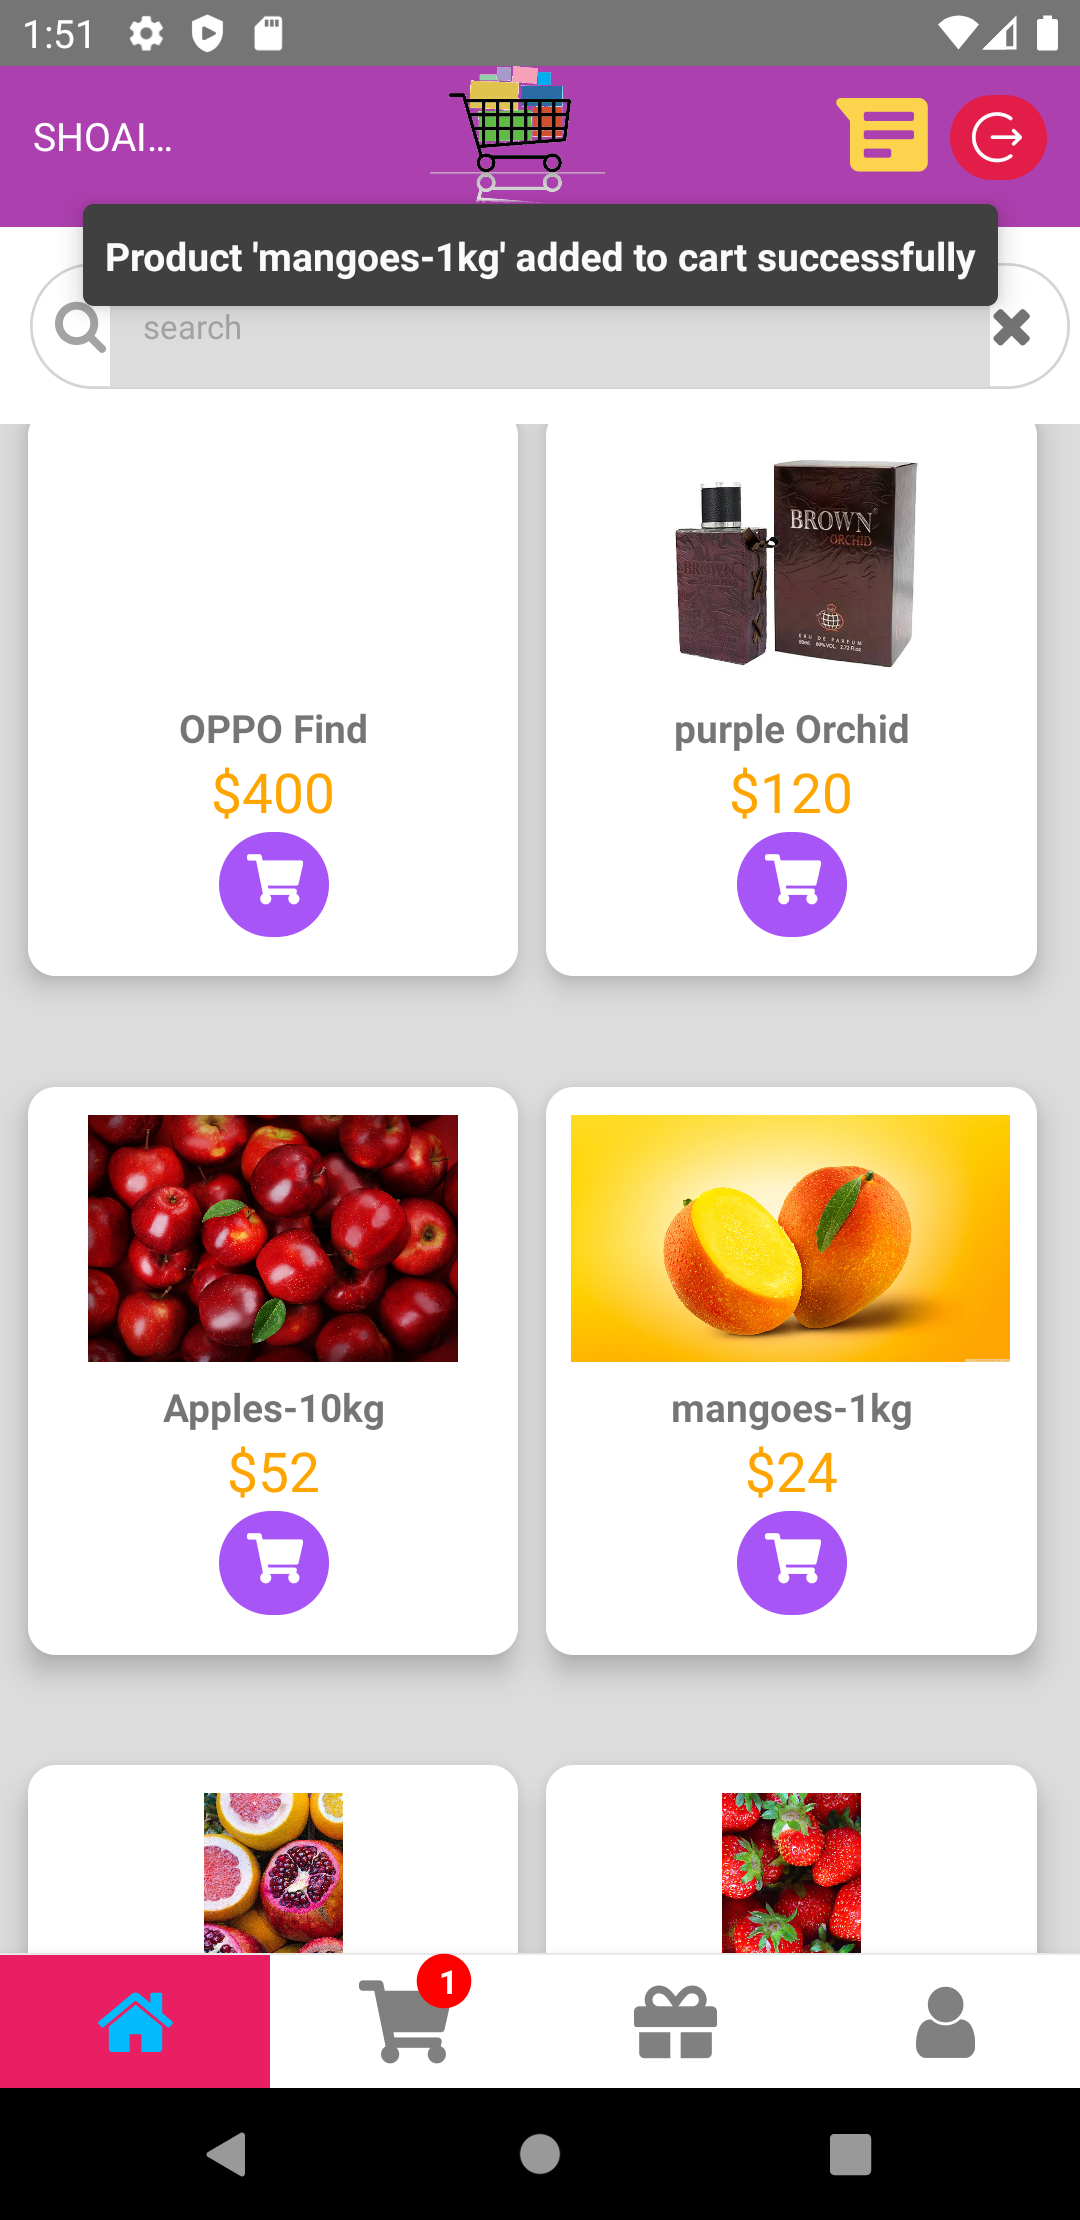 1:51
SHOAI...
Product 'mangoes-1kg' added to cart successfully
search
BROWN
ORCHID
BROWN
EAU DE PARFUM
OPPO Find
purple Orchid
$400
$120
Apples-10kg
mangoes-1kg
$52
$24
1